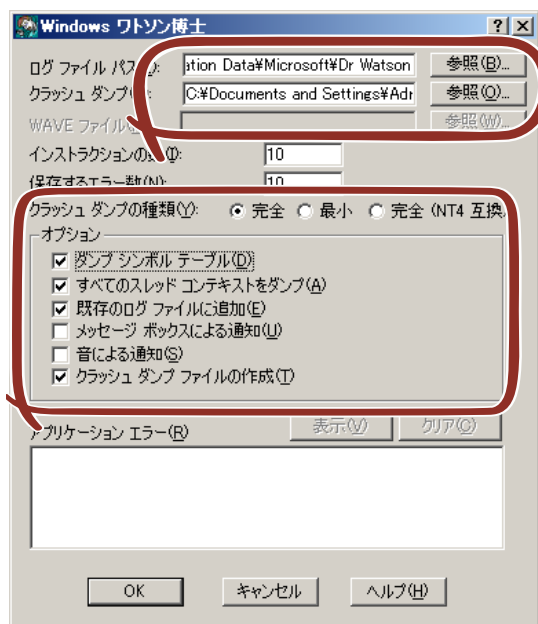 Windows ワトソン博士
ログ ファイル パス ation Data¥Microsoft¥Dr Watson 参照(B)...
クラッシュ ダンプ C:¥Documents and Settings¥Adr 参照(O)...
WAVE ファイル 参照(W)...
インストラクションの数(I): 10
保存するエラー数(N): 10
クラッシュ ダンプの種類(Y): 完全 最小 完全 (NT4 互換
オプション
ダンプ シンボル テーブル(D)
すべてのスレッド コンテキストをダンプ(A)
既存のログ ファイルに追加(E)
メッセージ ボックスによる通知(U)
音による通知(S)
クラッシュ ダンプ ファイルの作成(T)
アプリケーション エラー(R) 表示(V) クリア(C)
OK キャンセル ヘルプ(H)